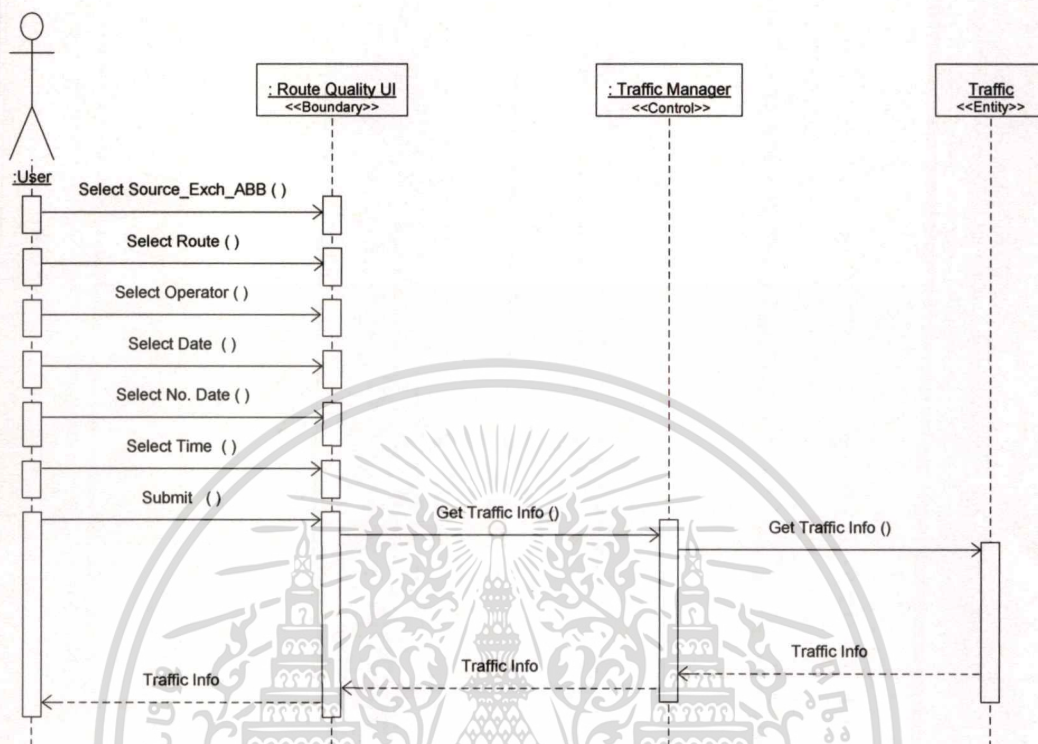 : Route Quality UI
<<Boundary>>
: Traffic Manager
<<Control>>
Traffic
<<Entity>>
:User
Select Source_Exch_ABB ( )
Select Route ( )
Select Operator ( )
Select Date ( )
Select No. Date ( )
Select Time ( )
Submit ( )
Get Traffic Info ()
Get Traffic Info ()
Traffic Info
Traffic Info
Traffic Info